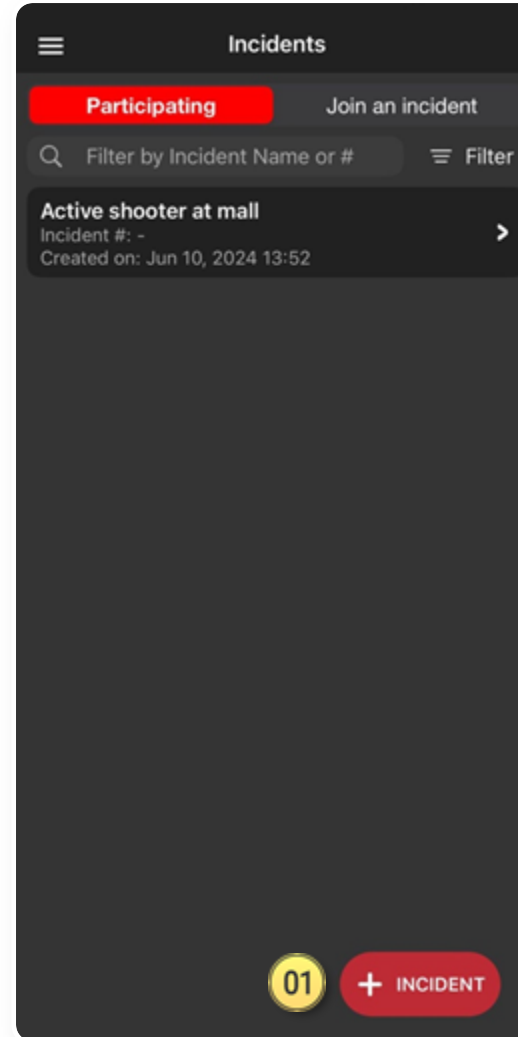 Incidents
Participating Join an incident
Filter by Incident Name or # Filter
Active shooter at mall
Incident #: -
Created on: Jun 10, 2024 13:52
01 + INCIDENT